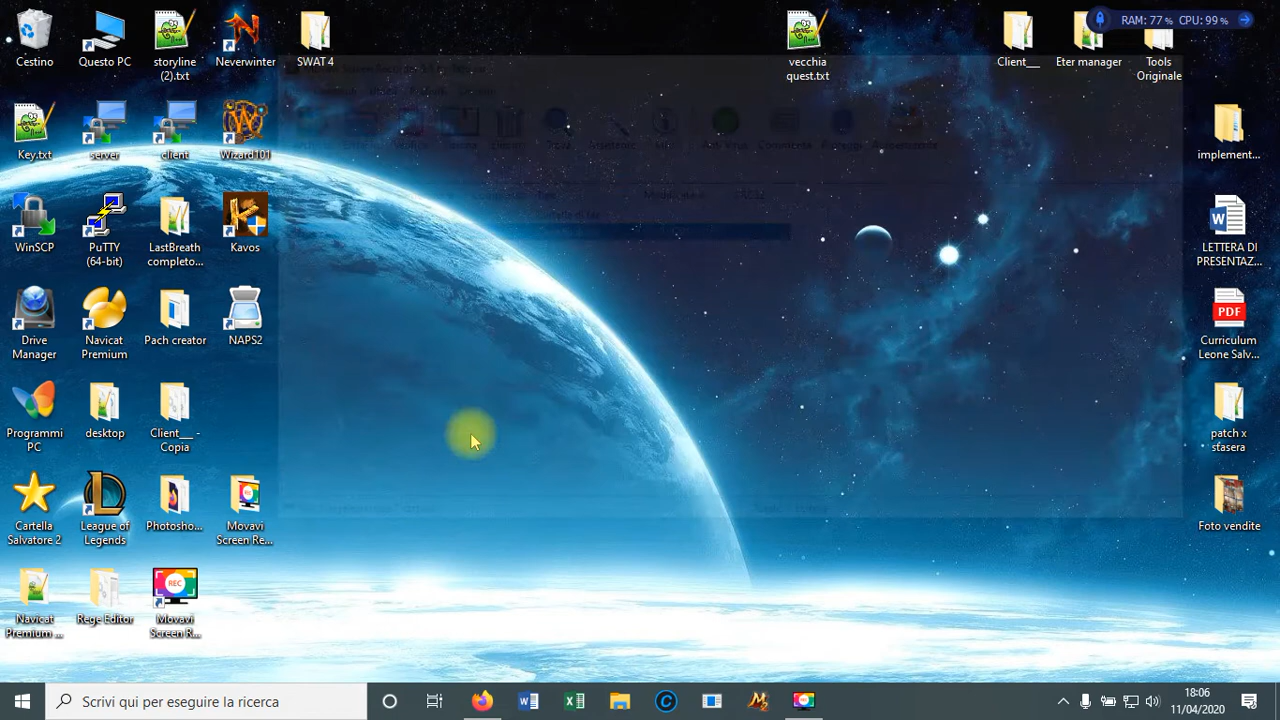 Cestino
Questo PC
storyline
(2).txt
Neverwinter
SWAT 4
vecchia
quest.txt
Client__
Eter manager
Tools
Originale
RAM: 77 % CPU: 99 %
Key.txt
server
client
Wizard101
implement...
WinSCP
PuTTY
(64-bit)
LastBreath
completo...
Kavos
LETTERA DI
PRESENTAZ...
Drive
Manager
Navicat
Premium
Pach creator
NAPS2
PDF
Curriculum
Leone Salv...
Programmi
PC
desktop
Client__ -
Copia
patch x
stasera
Cartella
Salvatore 2
League of
Legends
Photosho...
Movavi
Screen Re...
Foto vendite
Navicat
Premium ...
Rege Editor
REC
Movavi
Screen R...
Scrivi qui per eseguire la ricerca
18:06
11/04/2020